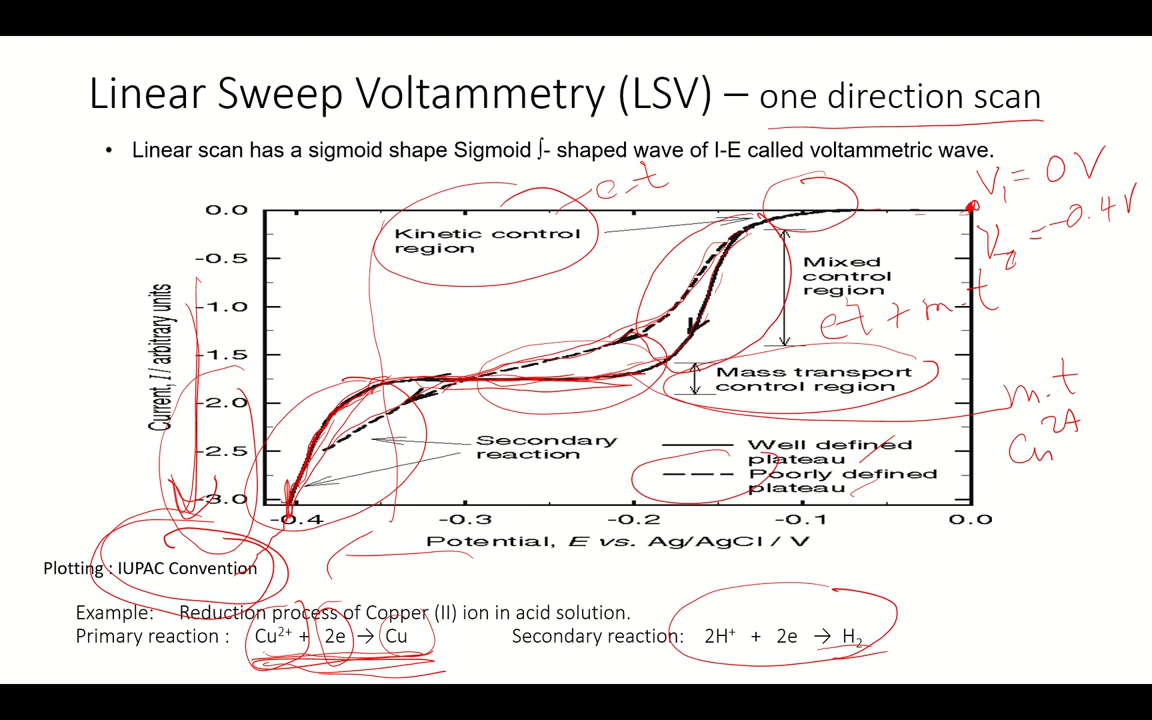 Linear Sweep Voltammetry (LSV) – one direction scan
• Linear scan has a sigmoid shape Sigmoid ∫- shaped wave of I-E called voltammetric wave.
e-t
V₁ = 0 V
V₂ = -0.4 V
0.0
-0.5
-1.0
-1.5
-2.0
-2.5
-3.0
Current, I / arbitrary units
Kinetic control
region
Mixed
control
region
e-t + m-t
Mass transport
control region
m.t
Cu
Secondary
reaction
Well defined
plateau
Poorly defined
plateau
-0.4 -0.3 -0.2 -0.1 0.0
Potential, E vs. Ag/AgCl / V
Plotting : IUPAC Convention
Example: Reduction process of Copper (II) ion in acid solution.
Primary reaction : Cu²⁺ + 2e → Cu Secondary reaction: 2H⁺ + 2e → H₂